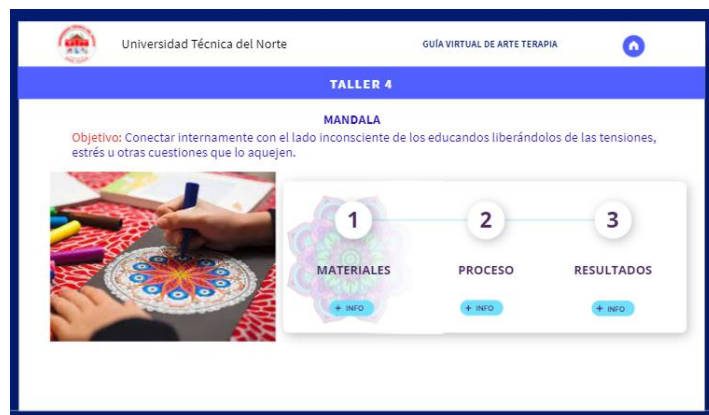 Universidad Técnica del Norte
GUÍA VIRTUAL DE ARTE TERAPIA
TALLER 4
MANDALA
Objetivo: Conectar internamente con el lado inconsciente de los educandos liberándolos de las tensiones,
estrés u otras cuestiones que lo aquejen.
1
2
3
MATERIALES
PROCESO
RESULTADOS
+ INFO
+ INFO
+ INFO